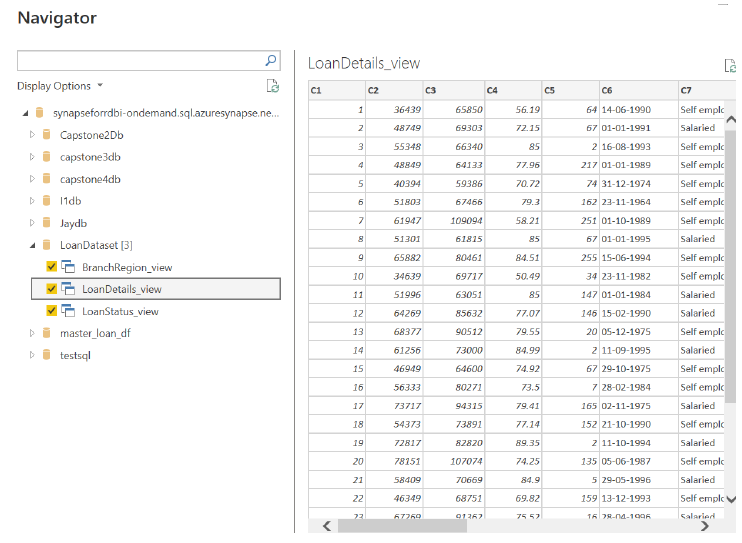 Navigator
Display Options
synapseforrdbi-ondemand.sql.azuresynapse.ne...
Capstone2Db
capstone3db
capstone4db
l1db
Jaydb
LoanDataset [3]
BranchRegion_view
LoanDetails_view
LoanStatus_view
master_loan_df
testsql
LoanDetails_view
C1 C2 C3 C4 C5 C6 C7
1 36439 65850 56.19 64 14-06-1990 Self emplo
2 48749 69303 72.15 67 01-01-1991 Salaried
3 55348 66340 85 2 16-08-1993 Self emplo
4 48849 64133 77.96 217 01-01-1989 Self emplo
5 40394 59386 70.72 74 31-12-1974 Self emplo
6 51803 67466 79.3 162 23-11-1964 Self emplo
7 61947 109094 58.21 251 01-10-1989 Self emplo
8 51301 61815 85 67 01-01-1995 Salaried
9 65882 80461 84.51 255 15-06-1994 Self emplo
10 34639 69717 50.49 34 23-11-1982 Self emplo
11 51996 63051 85 147 01-01-1984 Salaried
12 64269 85632 77.07 146 15-02-1990 Salaried
13 68377 90512 79.55 20 05-12-1975 Self emplo
14 61256 73000 84.99 2 11-09-1995 Salaried
15 46949 64600 74.92 67 29-10-1975 Self emplo
16 56333 80271 73.5 7 28-02-1984 Self emplo
17 73717 94315 79.41 165 02-11-1975 Salaried
18 54373 73891 77.14 152 21-10-1990 Self emplo
19 72817 82820 89.35 2 11-10-1994 Salaried
20 78151 107074 74.25 135 05-06-1987 Self emplo
21 58409 70669 84.9 5 29-05-1996 Salaried
22 46349 68751 69.82 159 13-12-1993 Self emplo
23 67269 91367 75.52 16 28-04-1996 Salaried